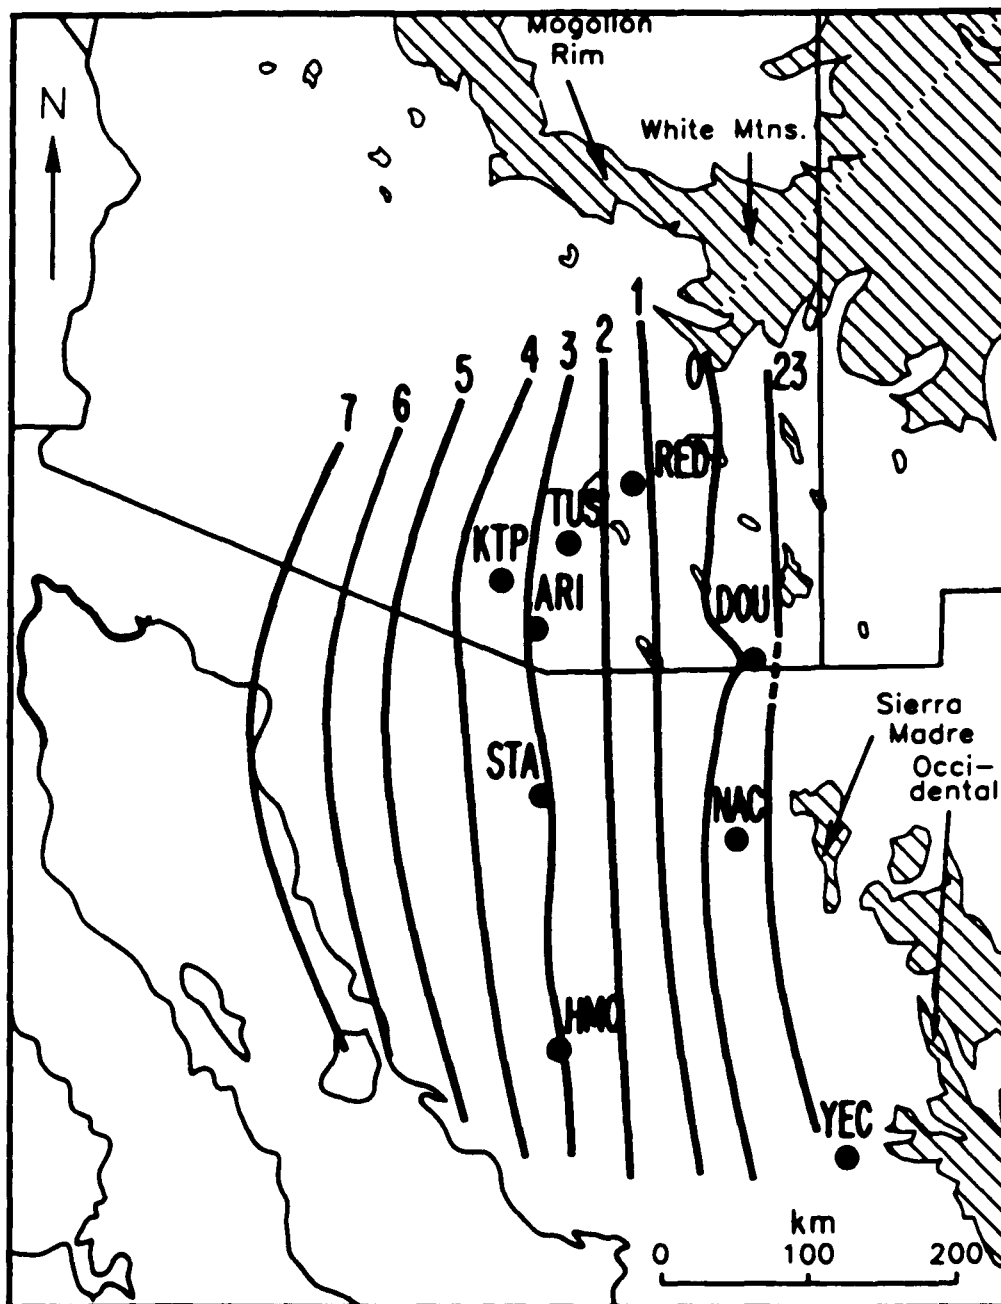 Mogollon
Rim
N
White Mtns.
1
2
3
4
5
6
7
0
23
RED
TUS
KTP
ARI
DOU
Sierra
Madre
Occi-
dental
STA
NAC
HMO
YEC
km
0 100 200